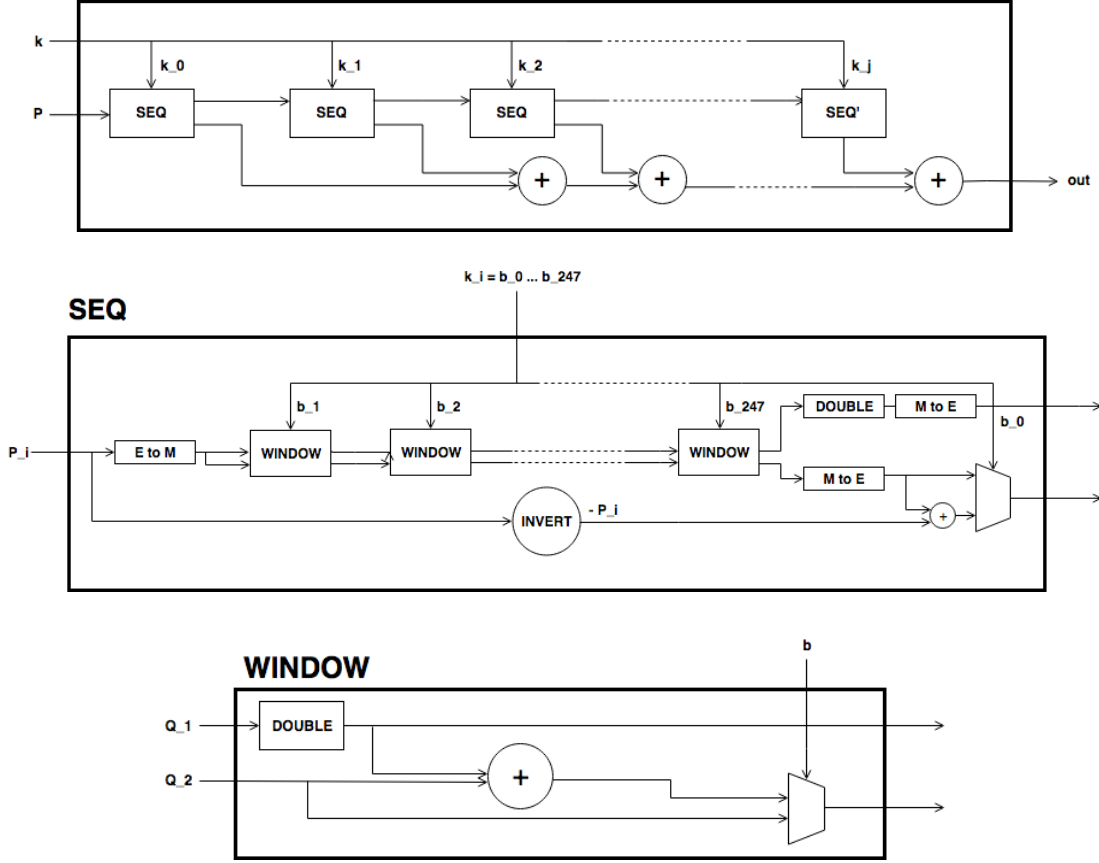 k
k_0 k_1 k_2 k_j
SEQ SEQ SEQ SEQ'
P
+ + +
out
k_i = b_0 ... b_247
SEQ
b_1 b_2 b_247 b_0
DOUBLE M to E
P_i E to M WINDOW WINDOW WINDOW
M to E
INVERT - P_i +
b
WINDOW
Q_1 DOUBLE
Q_2 +